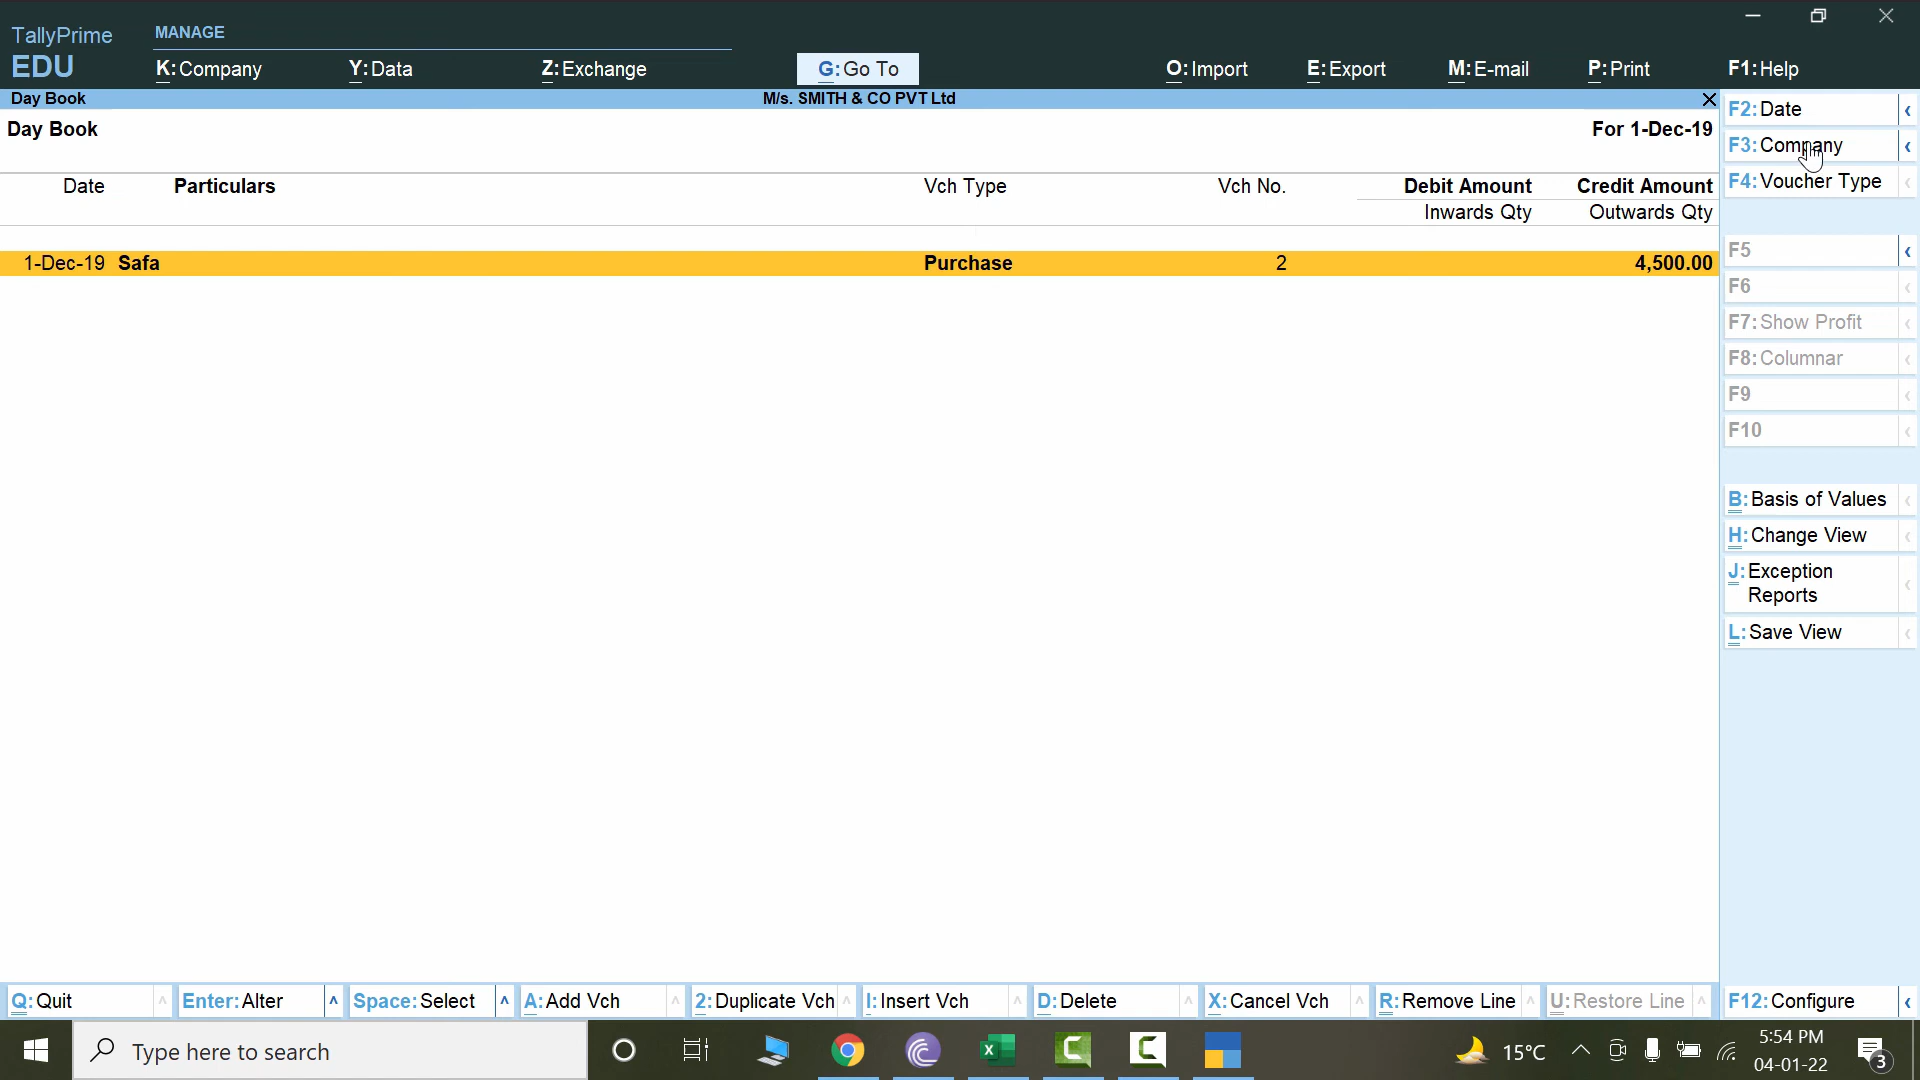 TallyPrime
EDU
MANAGE
K:Company
Y:Data
Z:Exchange
G:Go To
O:Import
E:Export
M:E-mail
P:Print
F1:Help
Day Book
M/s. SMITH & CO PVT Ltd
Day Book
For 1-Dec-19
Date
Particulars
Vch Type
Vch No.
Debit Amount
Credit Amount
Inwards Qty
Outwards Qty
1-Dec-19 Safa
Purchase
2
4,500.00
F2:Date
F3:Company
F4:Voucher Type
F5
F6
F7:Show Profit
F8:Columnar
F9
F10
B:Basis of Values
H:Change View
J:Exception
Reports
L:Save View
Q:Quit
Enter:Alter
Space:Select
A:Add Vch
2:Duplicate Vch
I:Insert Vch
D:Delete
X:Cancel Vch
R:Remove Line
U:Restore Line
F12:Configure
Type here to search
15°C
5:54 PM
04-01-22
3